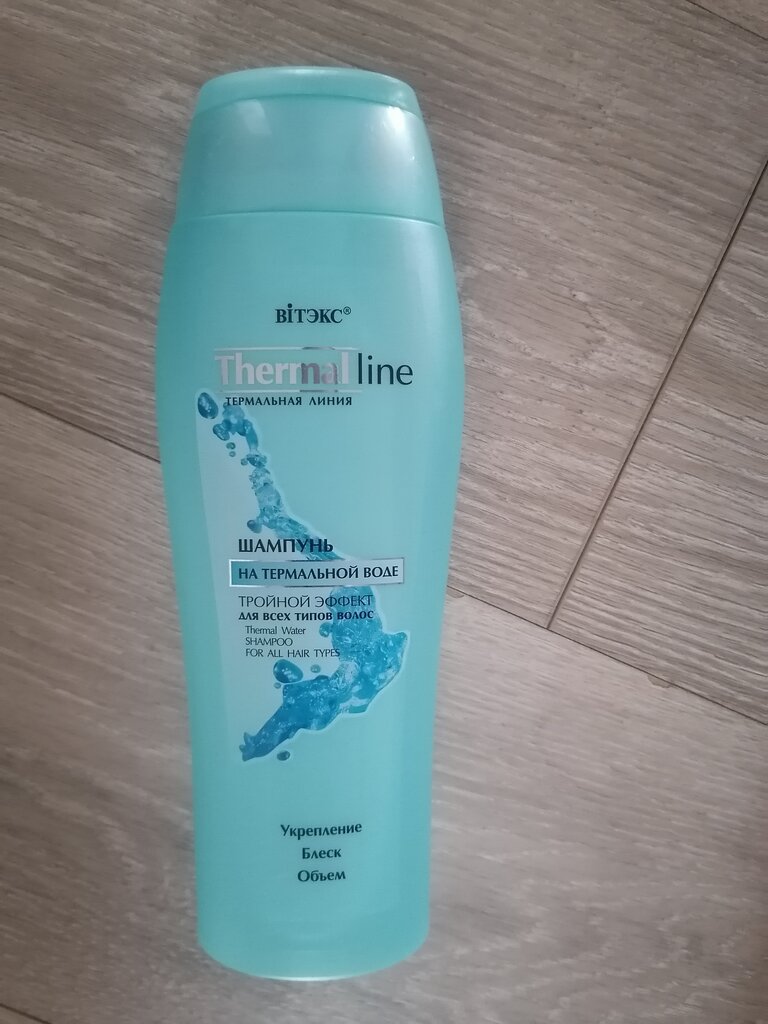 ВІТЭКС®
Thermal line
ТЕРМАЛЬНАЯ ЛИНИЯ
ШАМПУНЬ
НА ТЕРМАЛЬНОЙ ВОДЕ
ТРОЙНОЙ ЭФФЕКТ
для всех типов волос
Thermal Water
SHAMPOO
FOR ALL HAIR TYPES
Укрепление
Блеск
Объем